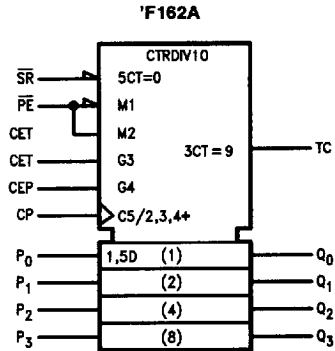 'F162A
CTRDIV10
SR 5CT=0
PE M1
CET M2
CET G3 3CT=9 TC
CEP G4
CP C5/2,3,4+
P0 1,5D (1) Q0
P1 (2) Q1
P2 (4) Q2
P3 (8) Q3